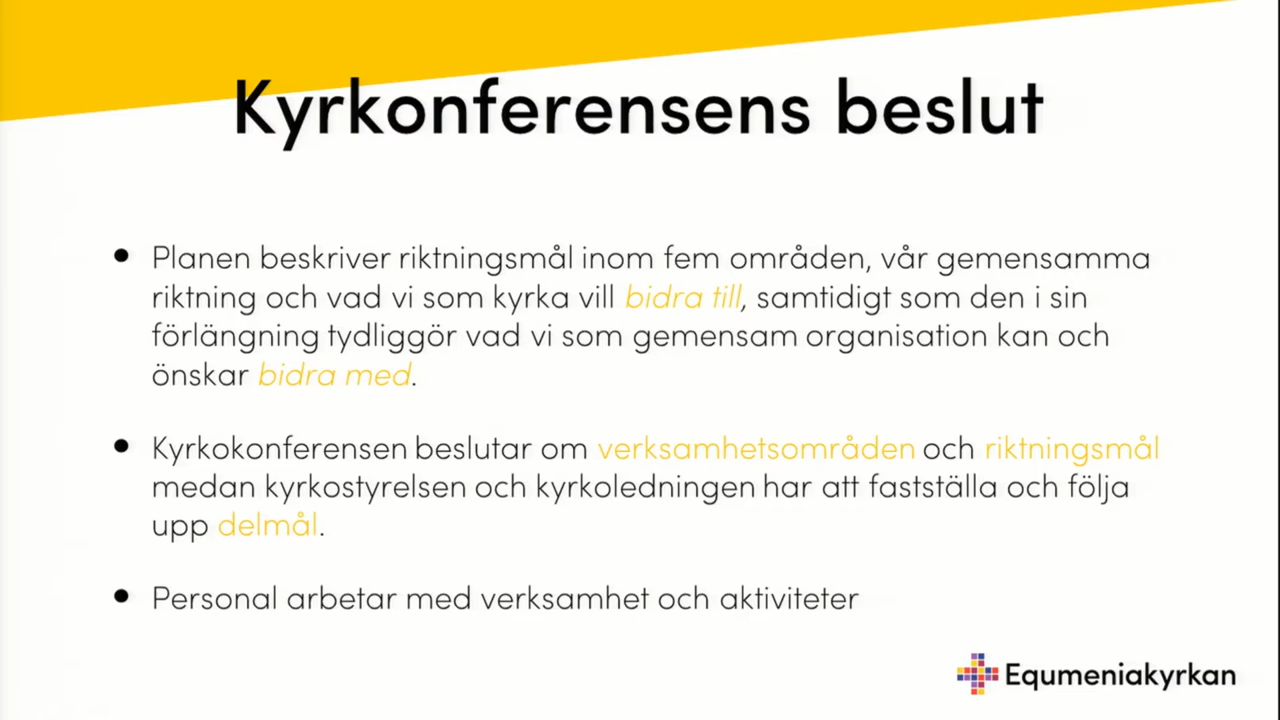 Kyrkonferensens beslut
• Planen beskriver riktningsmål inom fem områden, vår gemensamma
riktning och vad vi som kyrka vill bidra till, samtidigt som den i sin
förlängning tydliggör vad vi som gemensam organisation kan och
önskar bidra med.
• Kyrkokonferensen beslutar om verksamhetsområden och riktningsmål
medan kyrkostyrelsen och kyrkoledningen har att fastställa och följa
upp delmål.
• Personal arbetar med verksamhet och aktiviteter
Equmeniakyrkan